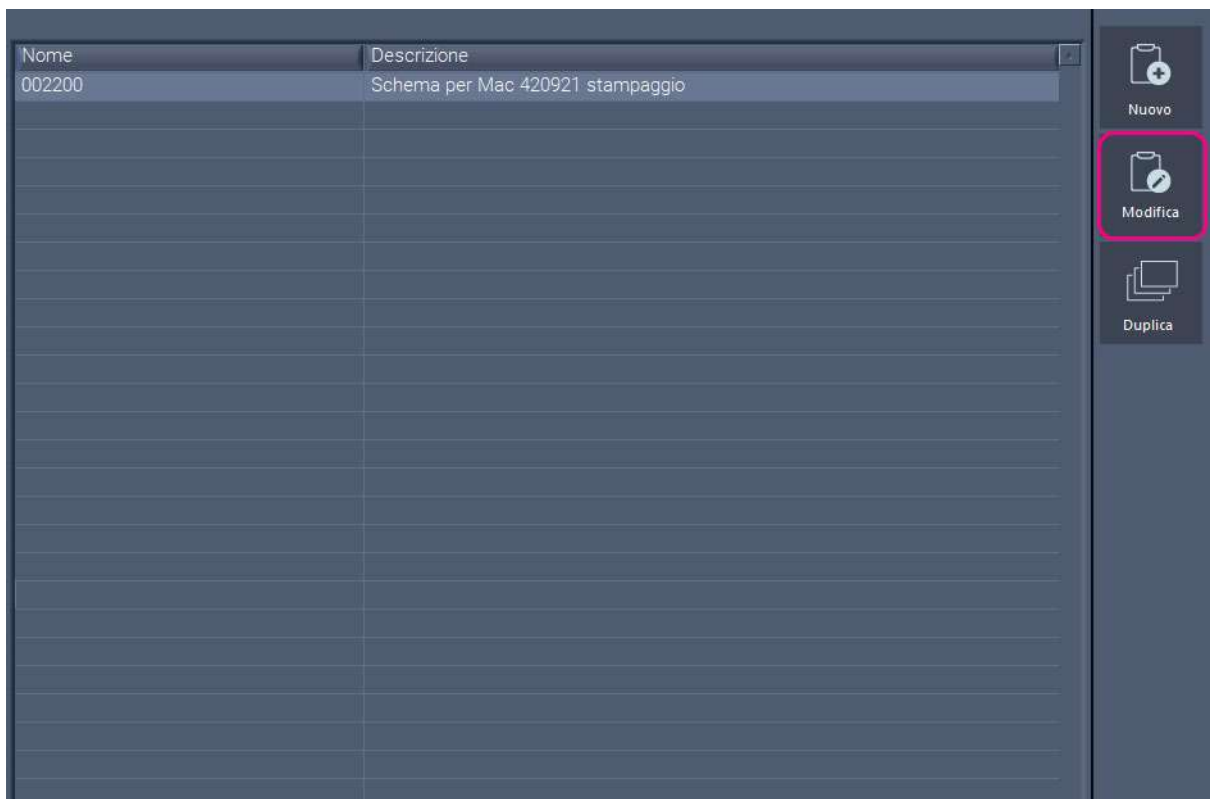 Nome Descrizione
002200 Schema per Mac 420921 stampaggio
Nuovo
Modifica
Duplica